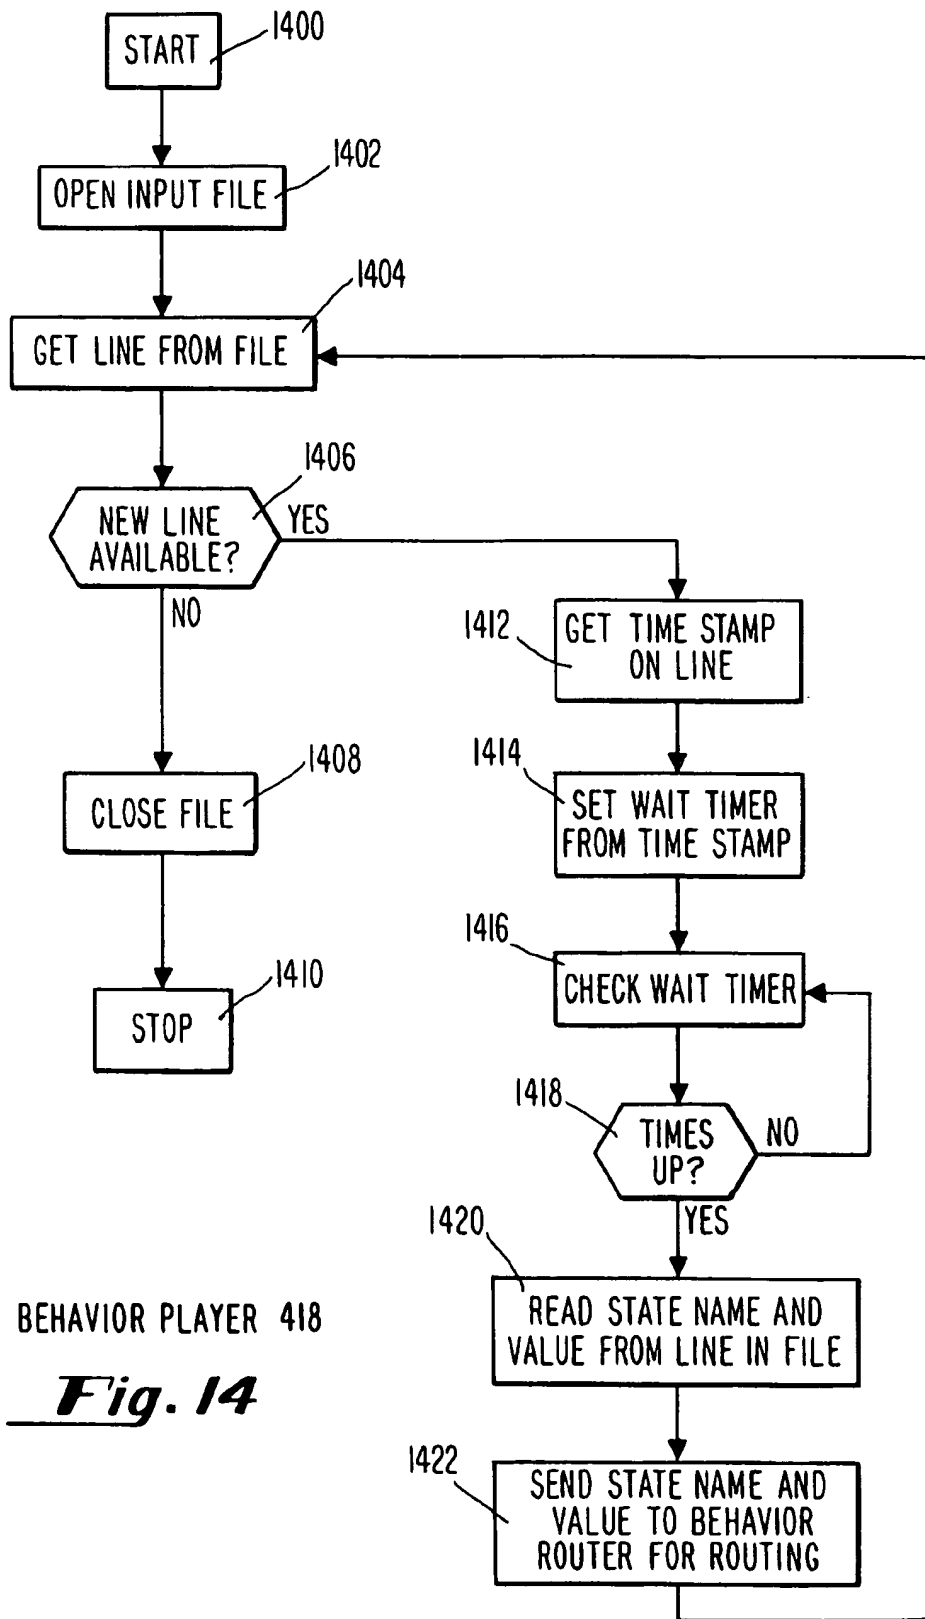 START
1400
OPEN INPUT FILE
1402
GET LINE FROM FILE
1404
NEW LINE
AVAILABLE?
1406
YES
NO
CLOSE FILE
1408
STOP
1410
1412
GET TIME STAMP
ON LINE
1414
SET WAIT TIMER
FROM TIME STAMP
1416
CHECK WAIT TIMER
1418
TIMES
UP?
NO
YES
1420
READ STATE NAME AND
VALUE FROM LINE IN FILE
1422
SEND STATE NAME AND
VALUE TO BEHAVIOR
ROUTER FOR ROUTING
BEHAVIOR PLAYER 418
Fig. 14